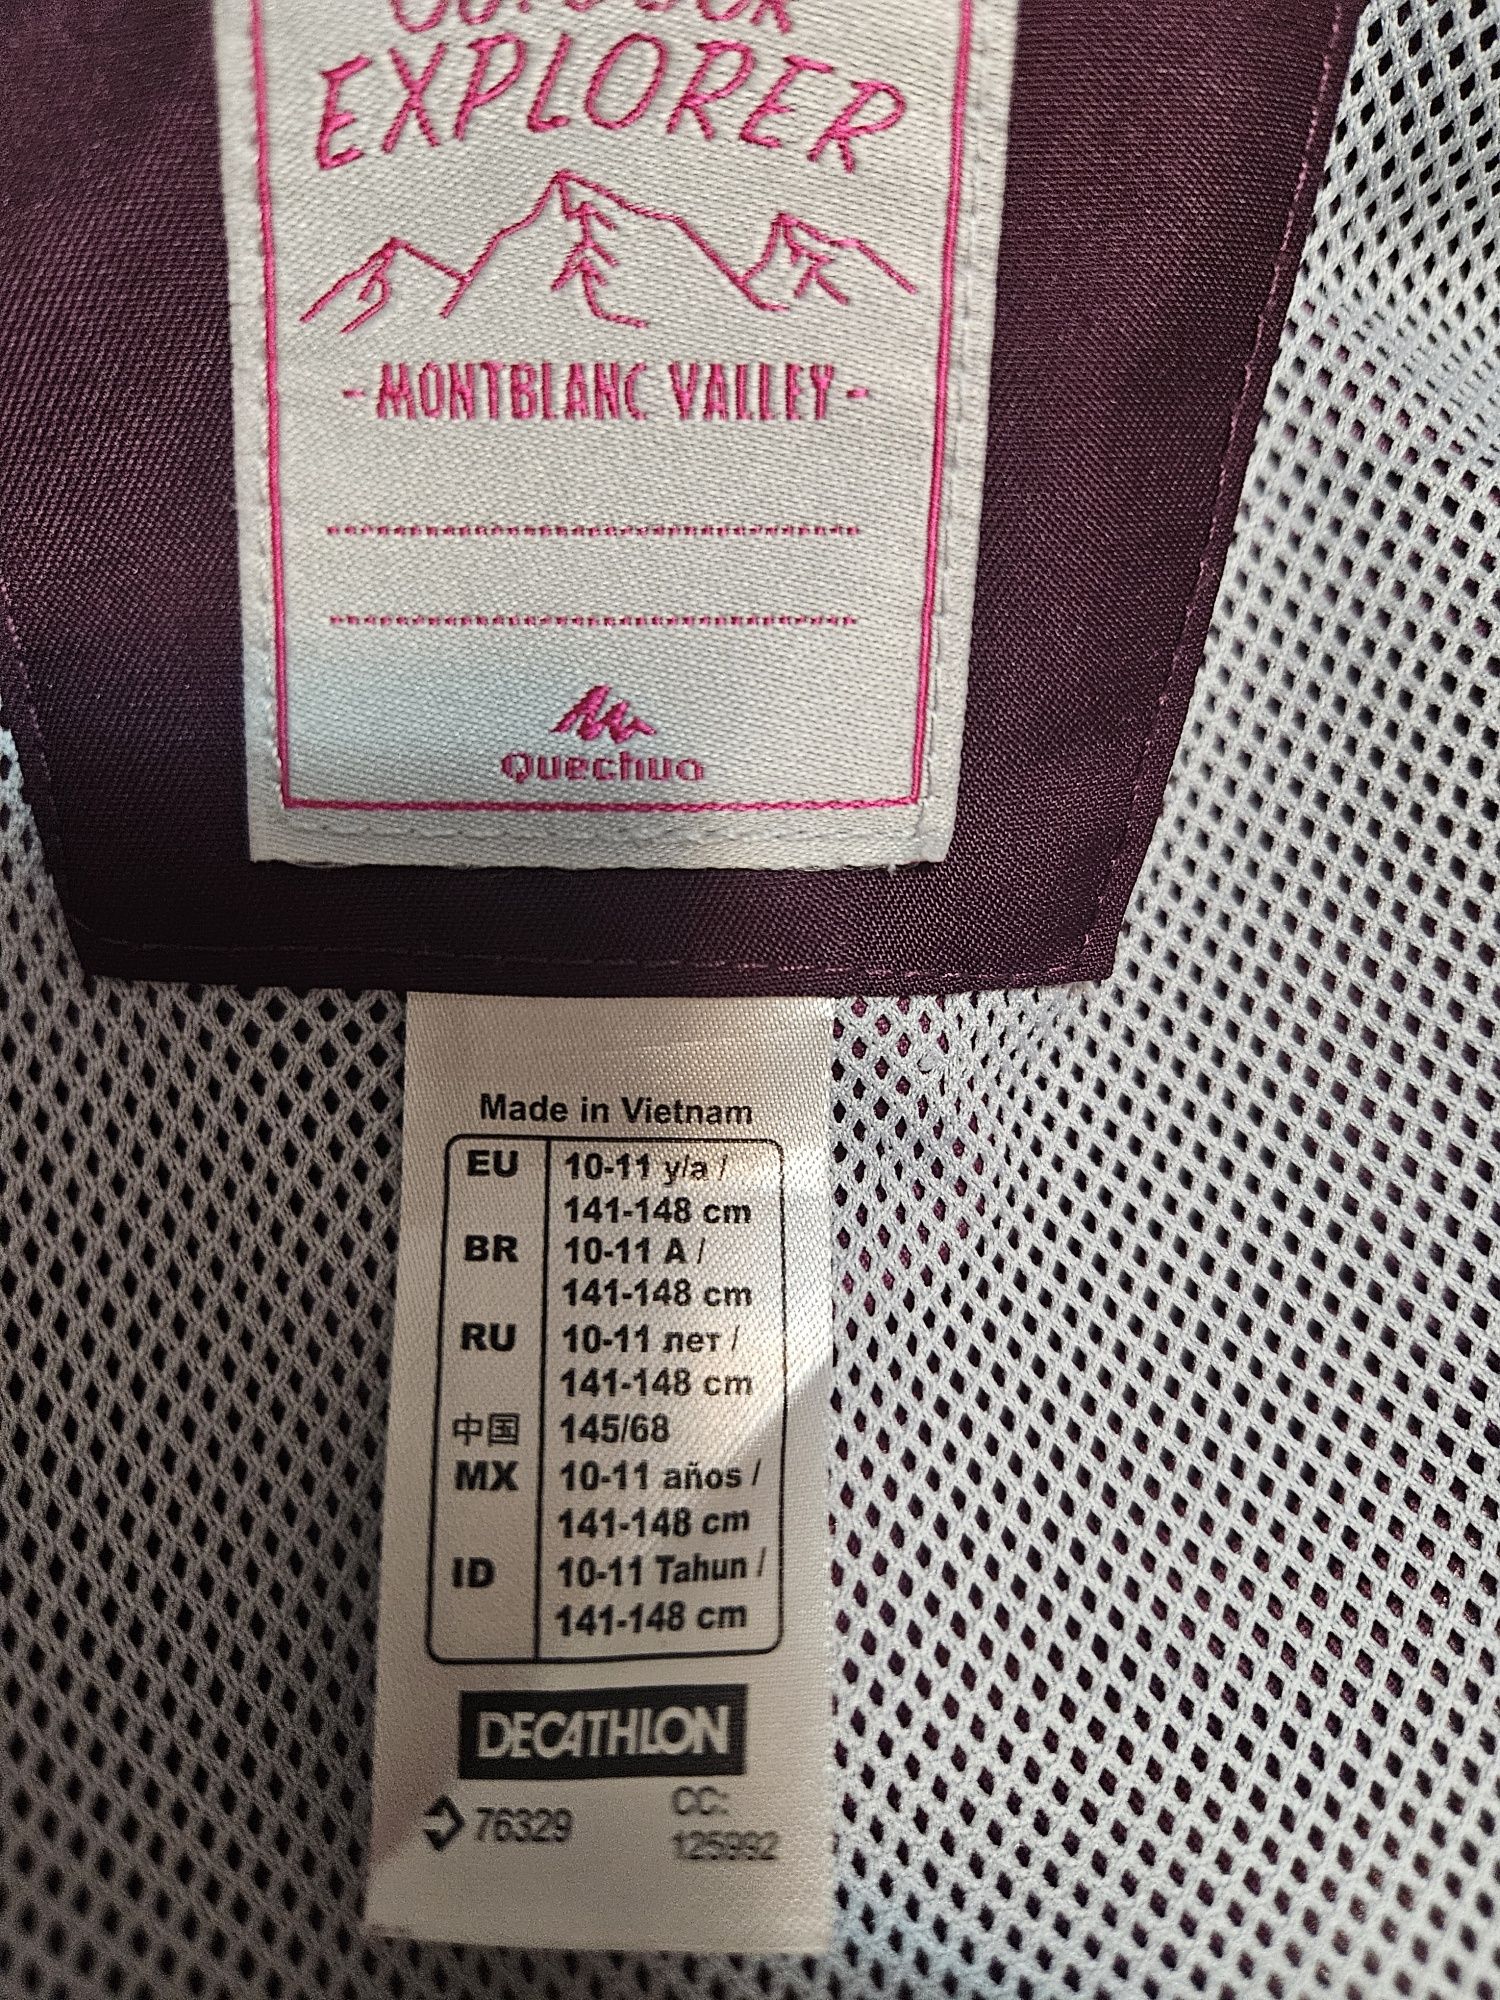 EXPLORER
-MONTBLANC VALLEY-
Quechua
Made in Vietnam
EU 10-11 y/a /
141-148 cm
BR 10-11 A /
141-148 cm
RU 10-11 лет /
141-148 cm
中国 145/68
MX 10-11 años /
141-148 cm
ID 10-11 Tahun /
141-148 cm
DECATHLON
76329 CC:
125992